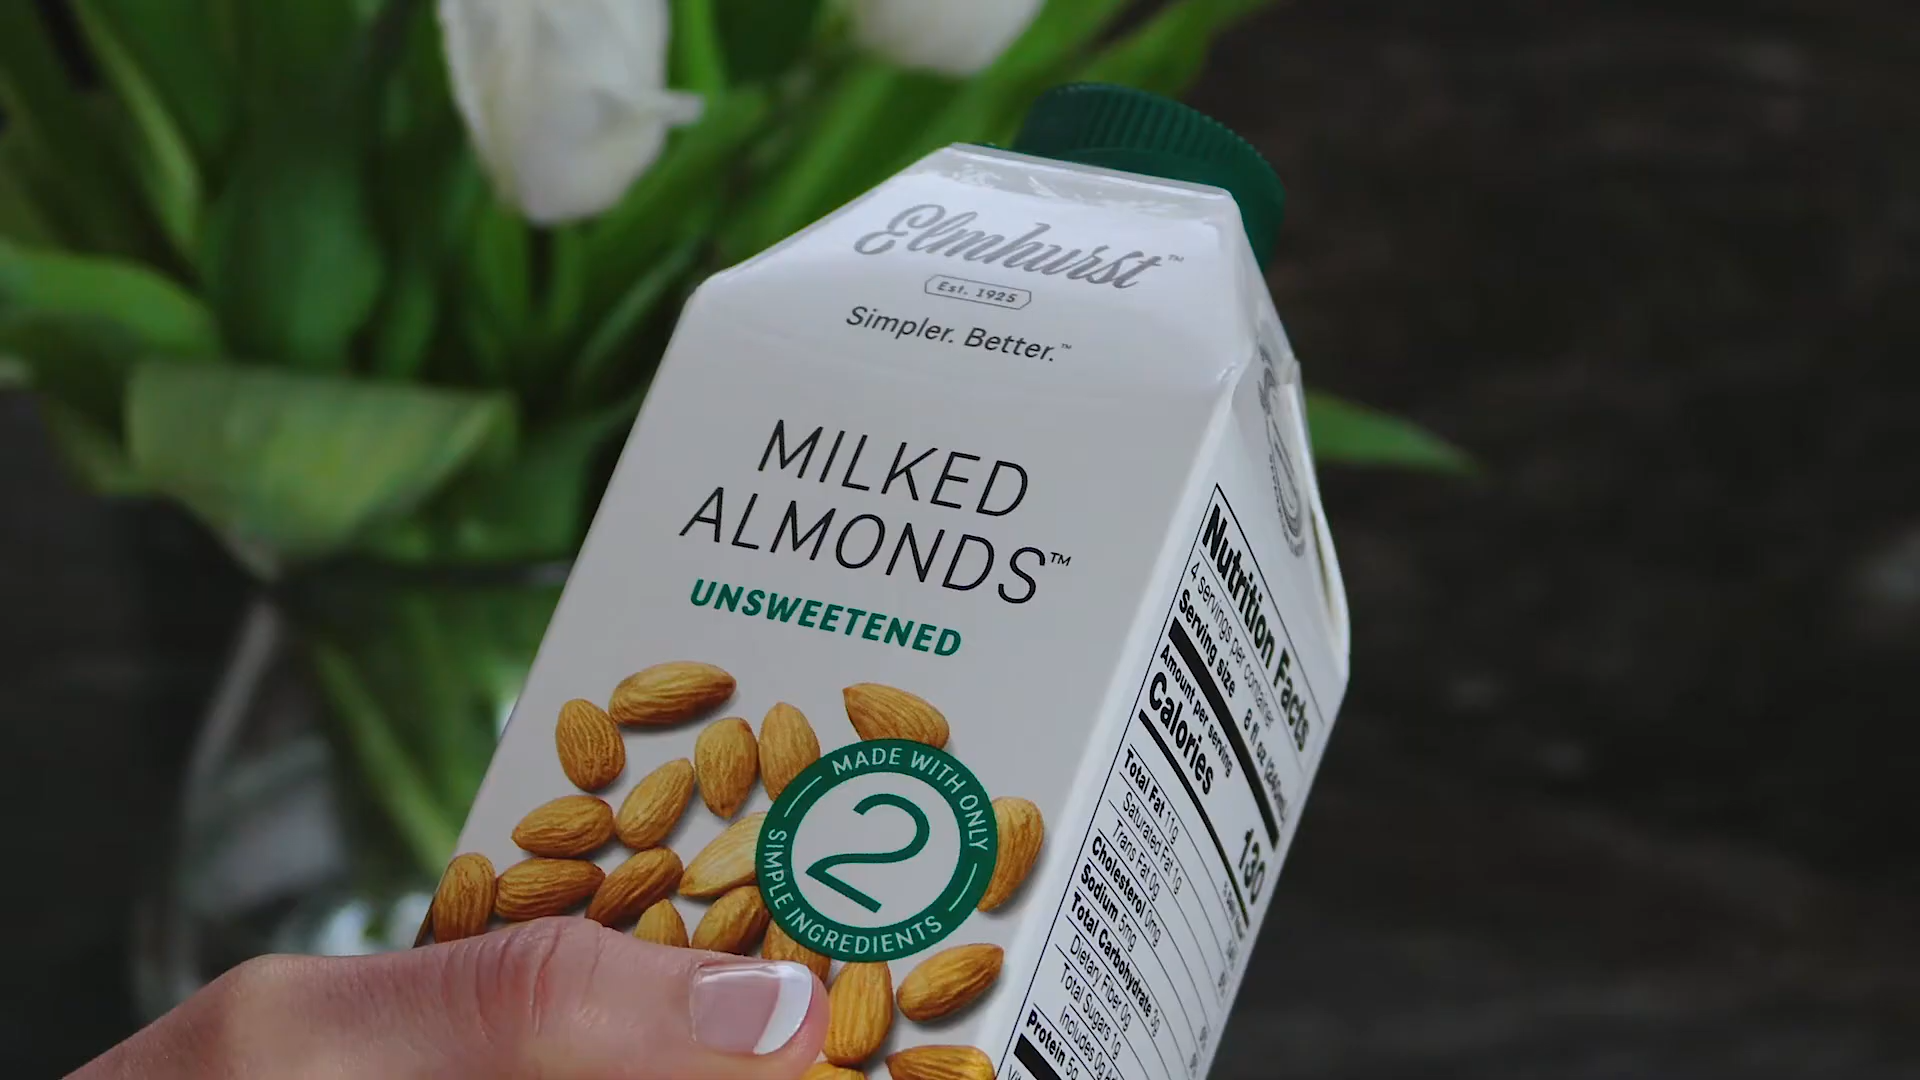 Elmhurst™
Est. 1925
Simpler. Better.™
MILKED
ALMONDS™
UNSWEETENED
MADE WITH ONLY
2
SIMPLE INGREDIENTS
Nutrition Facts
4 servings per container
Serving size 8 fl oz
Amount per serving
Calories 130
Total Fat 11g
Saturated Fat 1g
Trans Fat 0g
Cholesterol 0mg
Sodium 5mg
Total Carbohydrate 3g
Dietary Fiber 0g
Total Sugars 1g
Includes 0g
Protein 5g